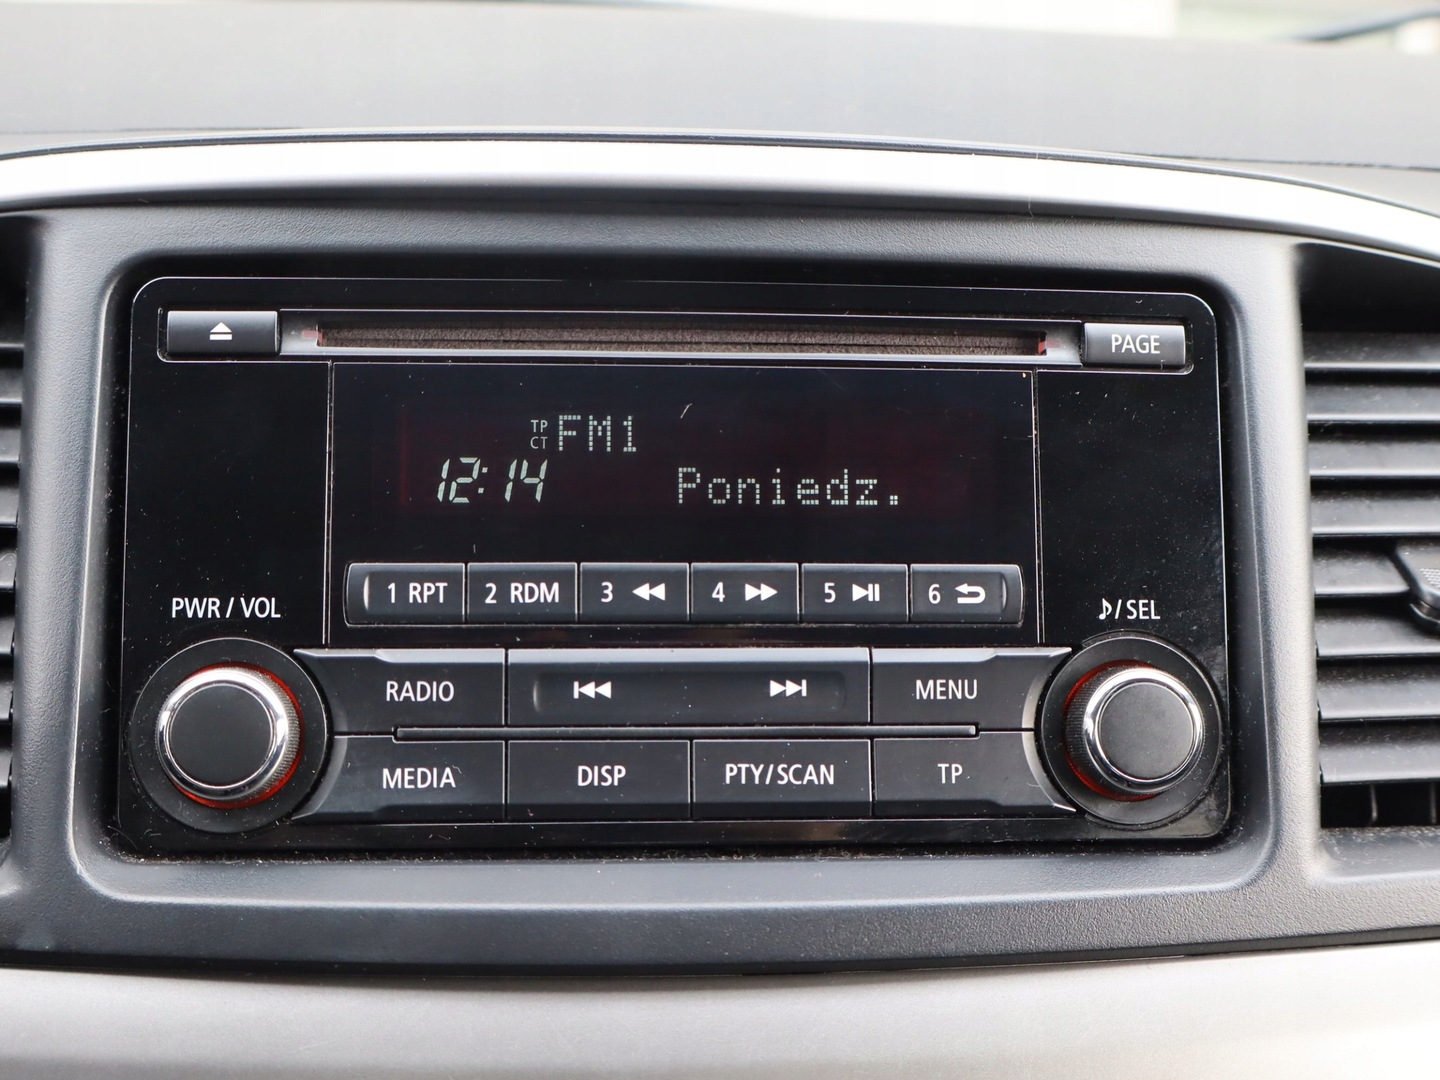 PAGE
TP
CT
FM1
12:14 Poniedz.
1 RPT 2 RDM 3 4 5 6
PWR / VOL
♪/ SEL
RADIO
MENU
MEDIA DISP PTY/SCAN TP